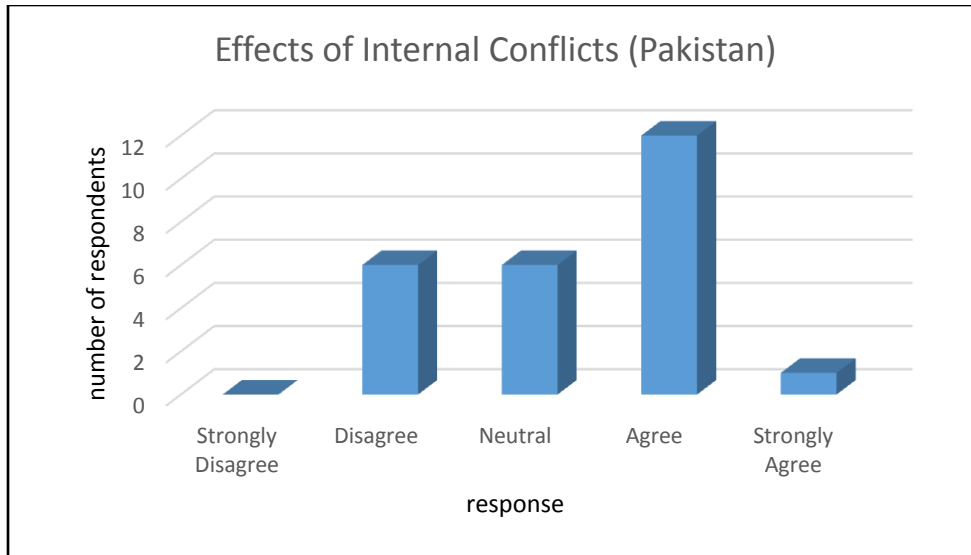 Effects of Internal Conflicts (Pakistan)
number of respondents
12
10
8
6
4
2
0
Strongly
Disagree
Disagree
Neutral
Agree
Strongly
Agree
response